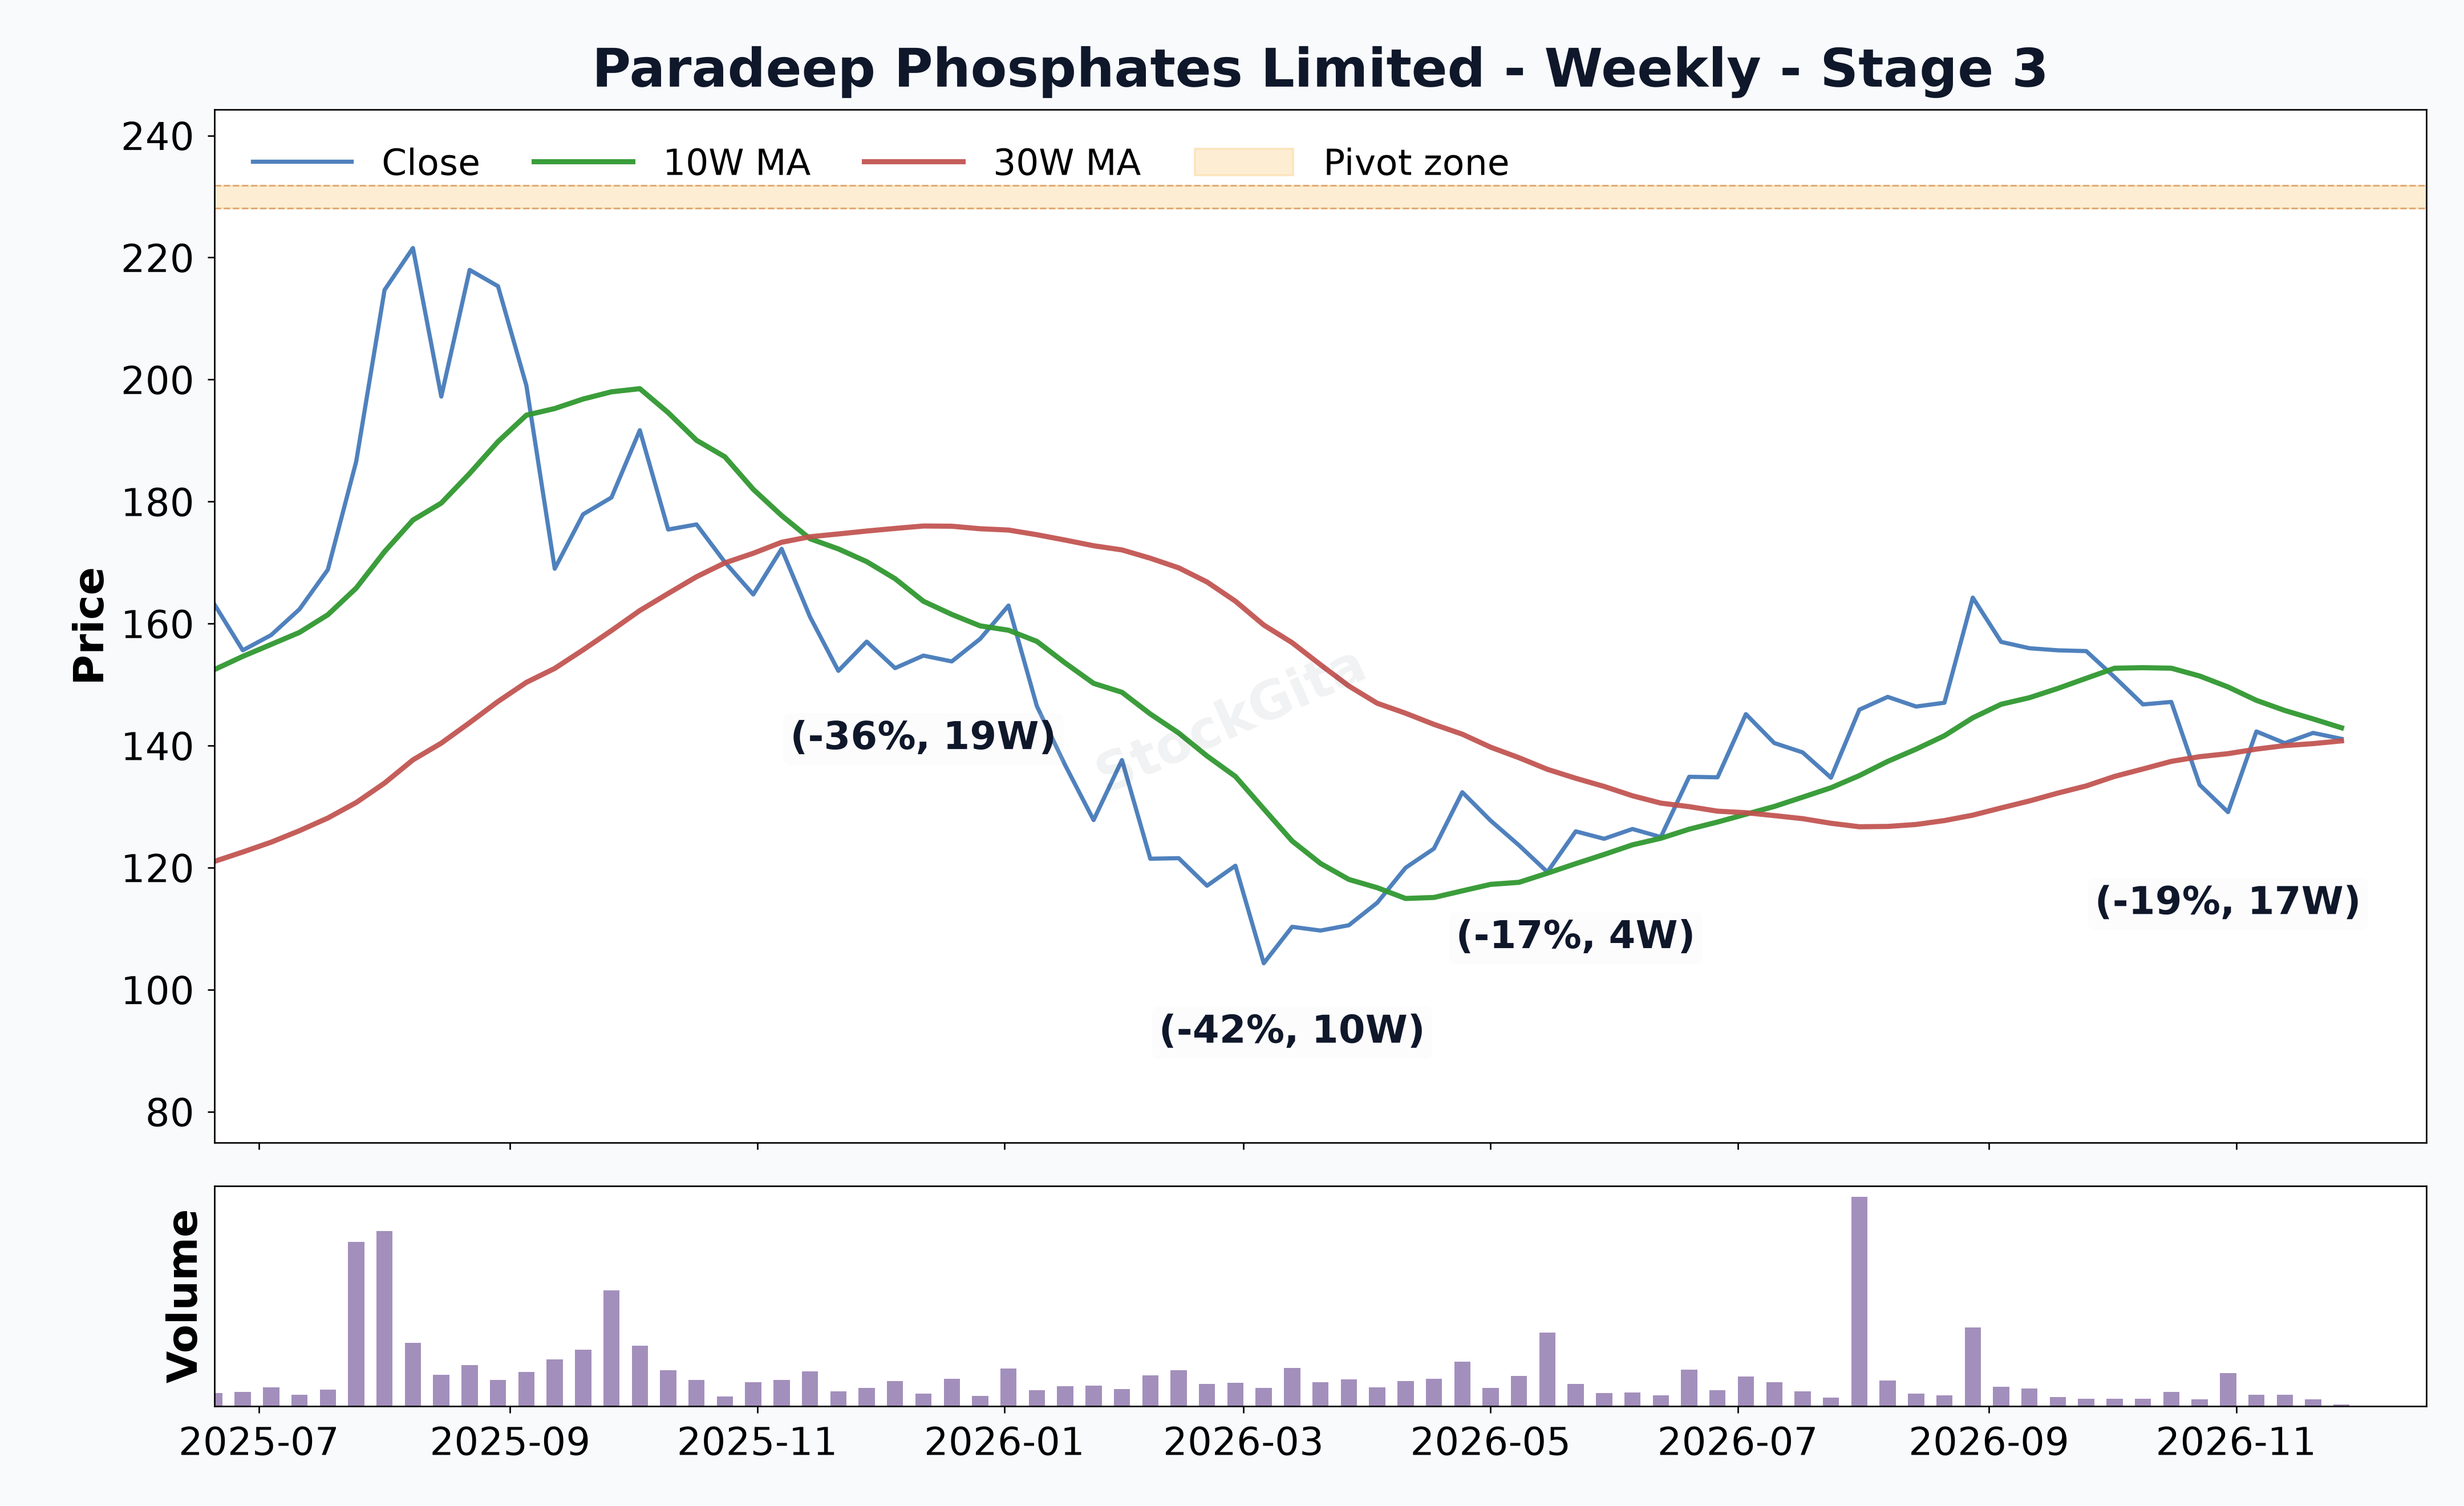 Paradeep Phosphates Limited - Weekly - Stage 3
Close 10W MA 30W MA Pivot zone
Price
240
220
200
180
160
140
120
100
80
StockGita
(-36%, 19W)
(-42%, 10W)
(-17%, 4W)
(-19%, 17W)
Volume
2025-07 2025-09 2025-11 2026-01 2026-03 2026-05 2026-07 2026-09 2026-11